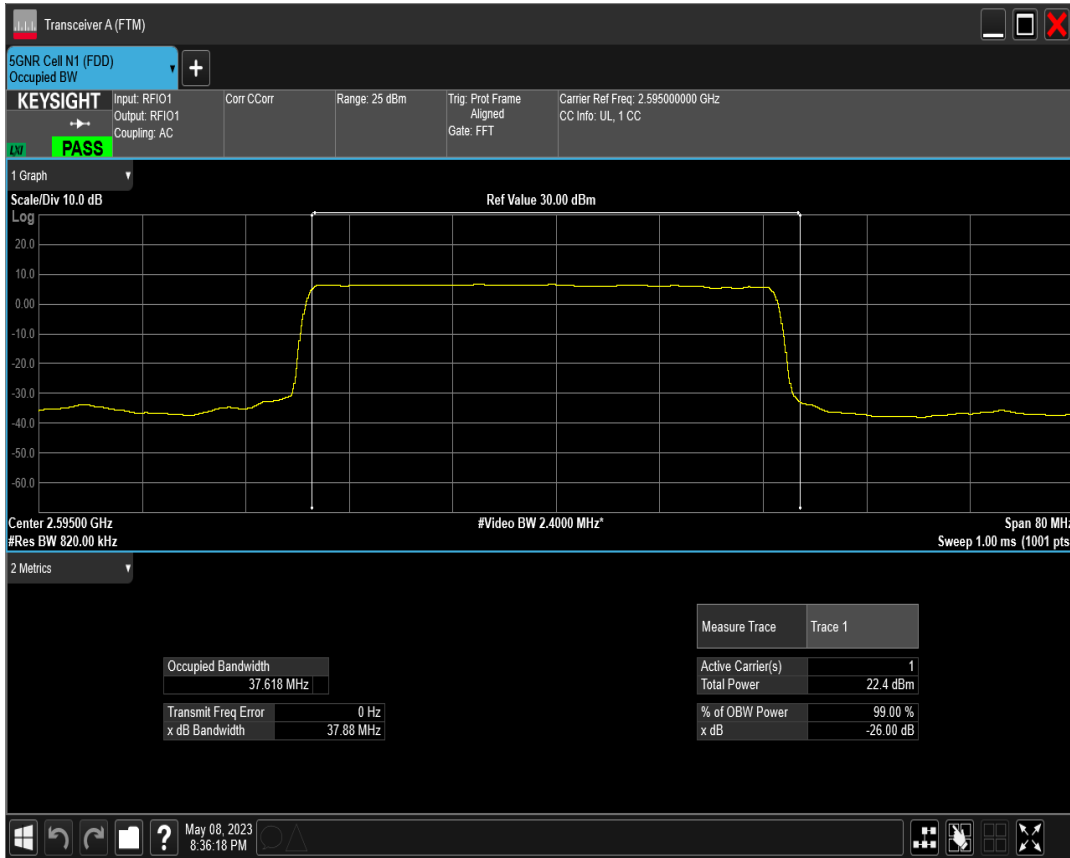 Transceiver A (FTM)
5GNR Cell N1 (FDD)
Occupied BW
+
KEYSIGHT
LXI
PASS
Input: RFIO1
Output: RFIO1
Coupling: AC
Corr CCorr
Range: 25 dBm
Trig: Prot Frame
Aligned
Gate: FFT
Carrier Ref Freq: 2.595000000 GHz
CC Info: UL, 1 CC
1 Graph
Scale/Div 10.0 dB
Ref Value 30.00 dBm
Log
20.0
10.0
0.00
-10.0
-20.0
-30.0
-40.0
-50.0
-60.0
Center 2.59500 GHz
#Video BW 2.4000 MHz*
Span 80 MHz
#Res BW 820.00 kHz
Sweep 1.00 ms (1001 pts
2 Metrics
Measure Trace Trace 1
Occupied Bandwidth
37.618 MHz
Active Carrier(s) 1
Total Power 22.4 dBm
Transmit Freq Error 0 Hz
x dB Bandwidth 37.88 MHz
% of OBW Power 99.00 %
x dB -26.00 dB
?
May 08, 2023
8:36:18 PM